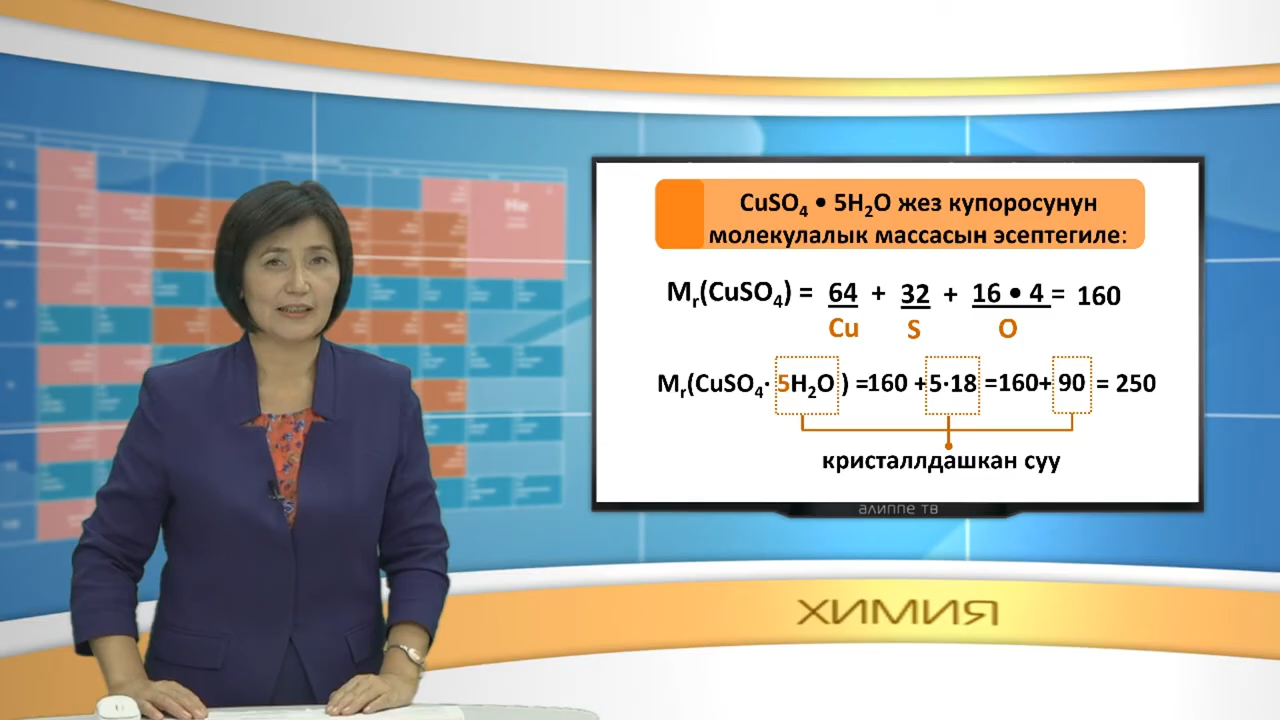 He
CuSO₄ • 5H₂O жез купоросунун
молекулалык массасын эсептегиле:
Mᵣ(CuSO₄) = 64 + 32 + 16 • 4 = 160
Cu S O
Mᵣ(CuSO₄· 5H₂O ) =160 +5·18 =160+ 90 = 250
кристаллдашкан суу
алиппе тв
ХИМИЯ